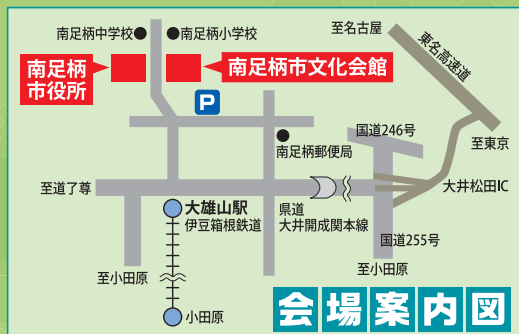 南足柄中学校
南足柄小学校
至名古屋
東名高速道
南足柄
市役所
南足柄市文化会館
P
国道246号
至東京
南足柄郵便局
至道了尊
大井松田IC
大雄山駅
伊豆箱根鉄道
県道
大井開成関本線
国道255号
至小田原
至小田原
小田原
会場案内図